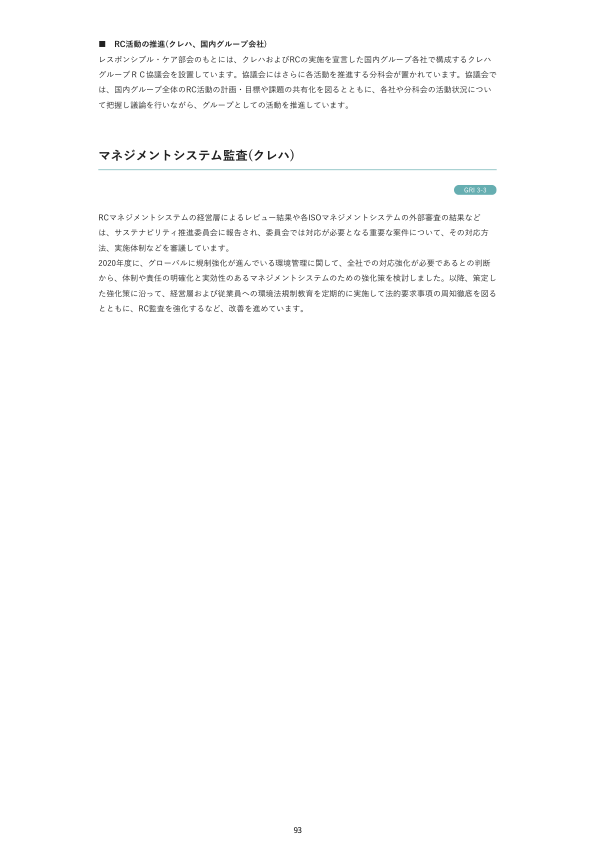 ■ RC活動の推進(クレハ、国内グループ会社)
レスポンシブル・ケア部会のもとには、クレハおよびRCの実施を宣言した国内グループ各社で構成するクレハ
グループＲＣ協議会を設置しています。協議会にはさらに各活動を推進する分科会が置かれています。協議会で
は、国内グループ全体のRC活動の計画・目標や課題の共有化を図るとともに、各社や分科会の活動状況につい
て把握し議論を行いながら、グループとしての活動を推進しています。
マネジメントシステム監査(クレハ)
GRI 3-3
RCマネジメントシステムの経営層によるレビュー結果や各ISOマネジメントシステムの外部審査の結果など
は、サステナビリティ推進委員会に報告され、委員会では対応が必要となる重要な案件について、その対応方
法、実施体制などを審議しています。
2020年度に、グローバルに規制強化が進んでいる環境管理に関して、全社での対応強化が必要であるとの判断
から、体制や責任の明確化と実効性のあるマネジメントシステムのための強化策を検討しました。以降、策定し
た強化策に沿って、経営層および従業員への環境法規制教育を定期的に実施して法的要求事項の周知徹底を図る
とともに、RC監査を強化するなど、改善を進めています。
93